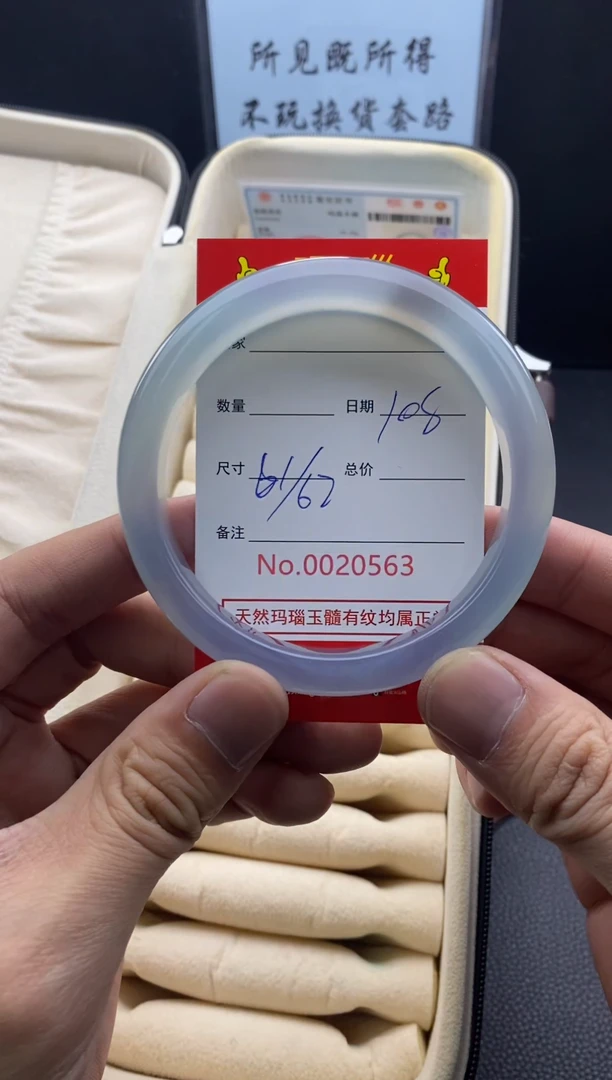 所见既所得
不玩换货套路
家
数量 日期 108
尺寸 61/62 总价
备注
No.0020563
天然玛瑙玉髓有纹均属正